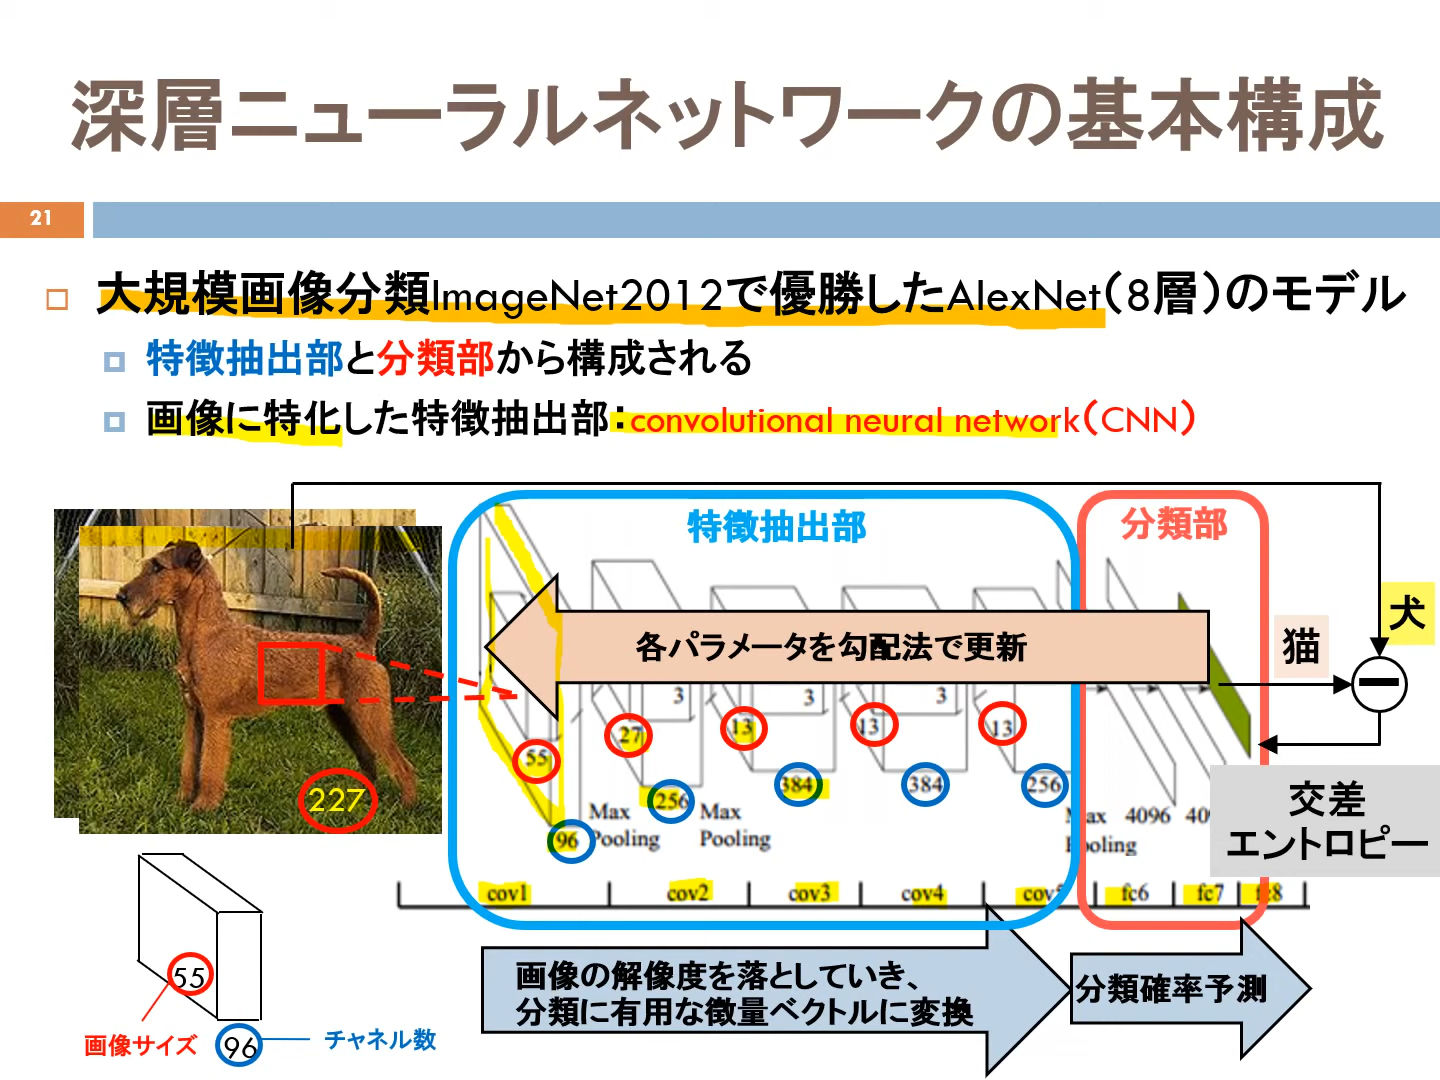 深層ニューラルネットワークの基本構成
21
大規模画像分類ImageNet2012で優勝したAlexNet（8層）のモデル
特徴抽出部と分類部から構成される
画像に特化した特徴抽出部：convolutional neural network（CNN）
特徴抽出部
分類部
各パラメータを勾配法で更新
猫
犬
3
3
3
55
27
13
13
13
227
96
256
384
384
256
Max
Pooling
Max
Pooling
4096
交差
エントロピー
cov1
cov2
cov3
cov4
fc6
fc7
画像の解像度を落としていき、
分類に有用な徴量ベクトルに変換
分類確率予測
55
画像サイズ
96
チャネル数